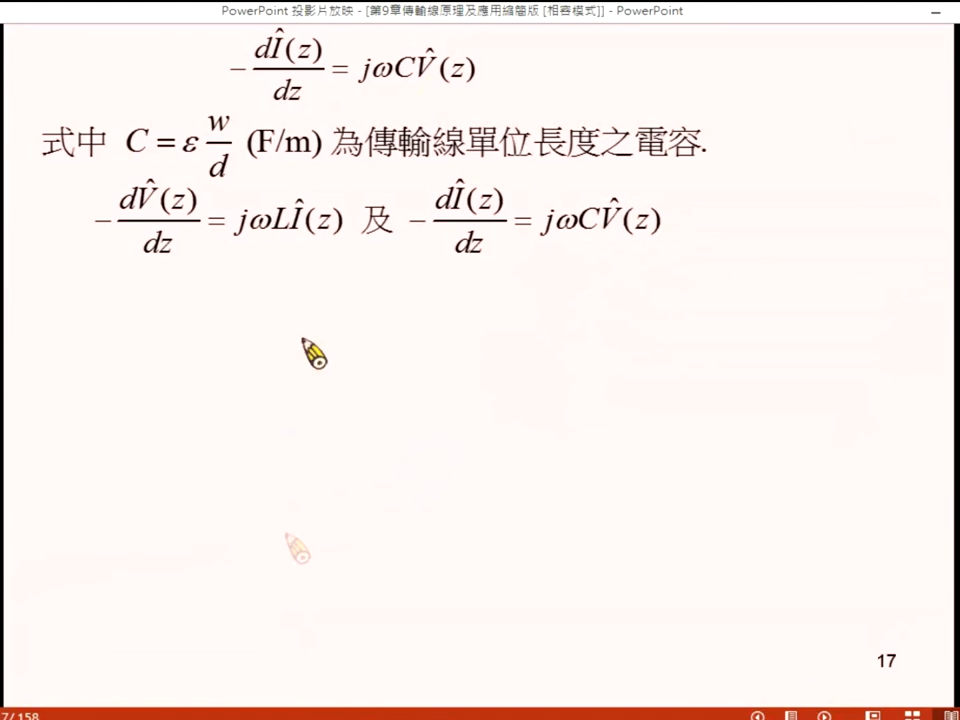 PowerPoint 投影片放映 - [第9章傳輸線原理及應用縮簡版 [相容模式]] - PowerPoint
−dÎ(z)/dz = jωCV̂(z)
式中 C = ε w/d (F/m) 為傳輸線單位長度之電容.
−dV̂(z)/dz = jωLÎ(z) 及 −dÎ(z)/dz = jωCV̂(z)
17
7/158